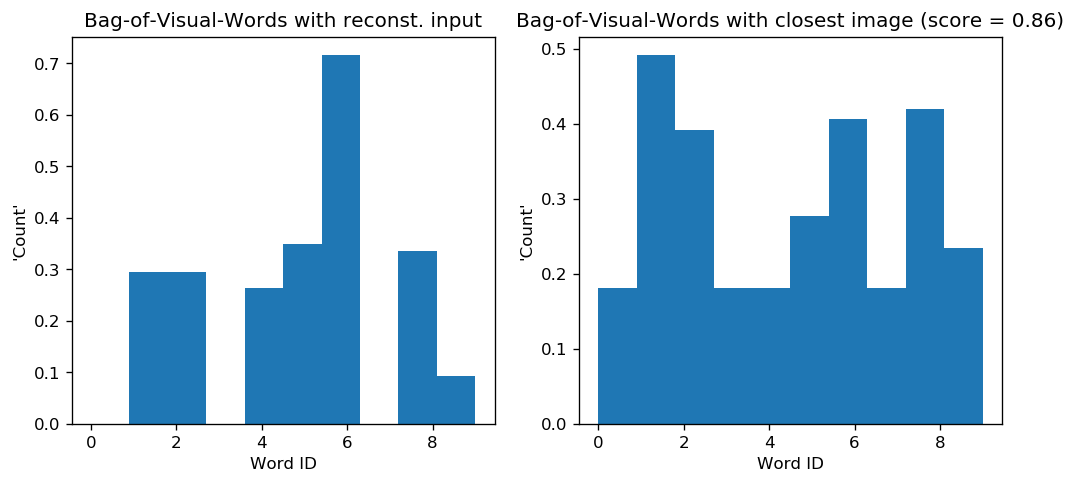 Bag-of-Visual-Words with reconst. input
0.7
0.6
0.5
0.4
0.3
0.2
0.1
0.0
'Count'
0 2 4 6 8
Word ID
Bag-of-Visual-Words with closest image (score = 0.86)
0.5
0.4
0.3
0.2
0.1
0.0
'Count'
0 2 4 6 8
Word ID